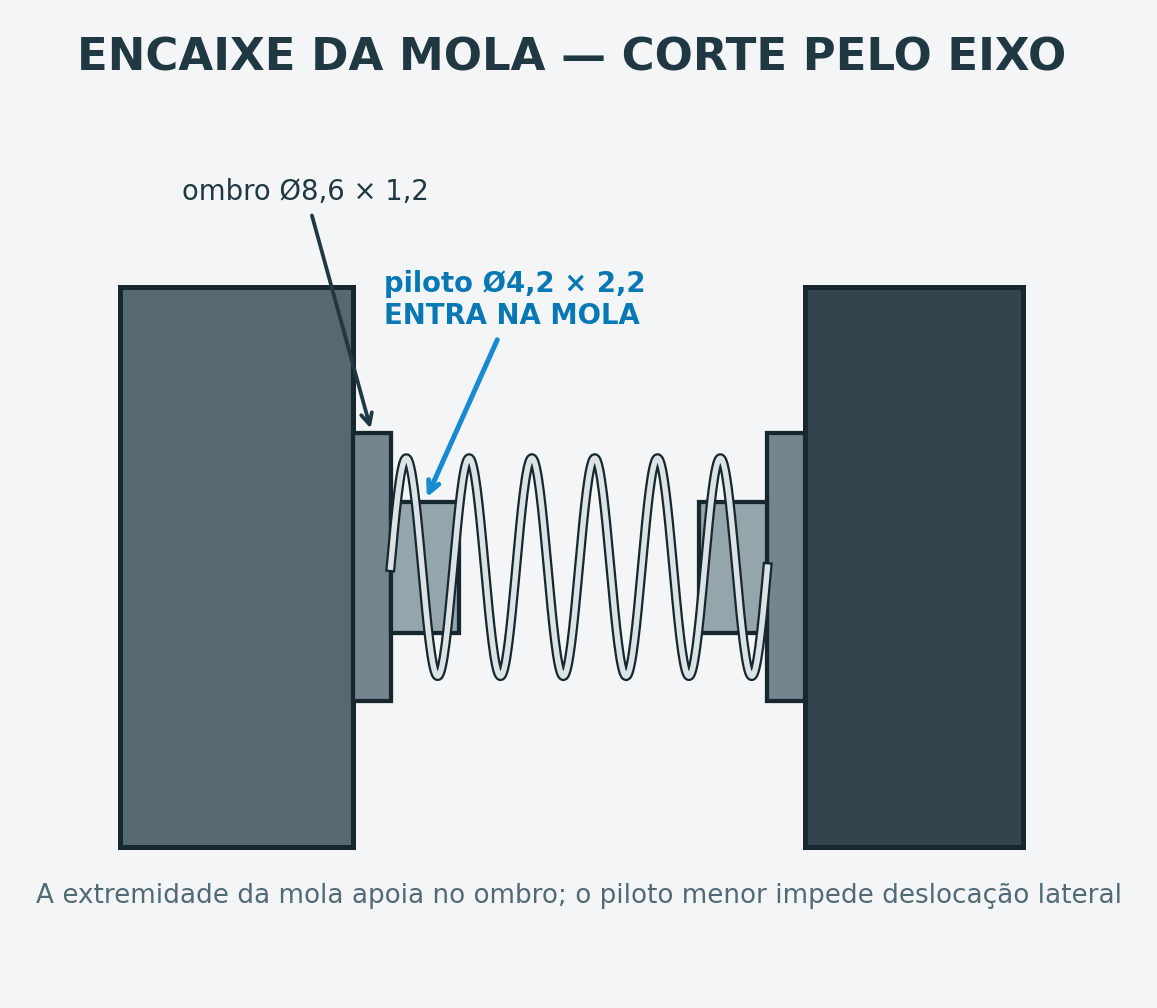 ENCAIXE DA MOLA — CORTE PELO EIXO
ombro Ø8,6 × 1,2
piloto Ø4,2 × 2,2
ENTRA NA MOLA
A extremidade da mola apoia no ombro; o piloto menor impede deslocação lateral